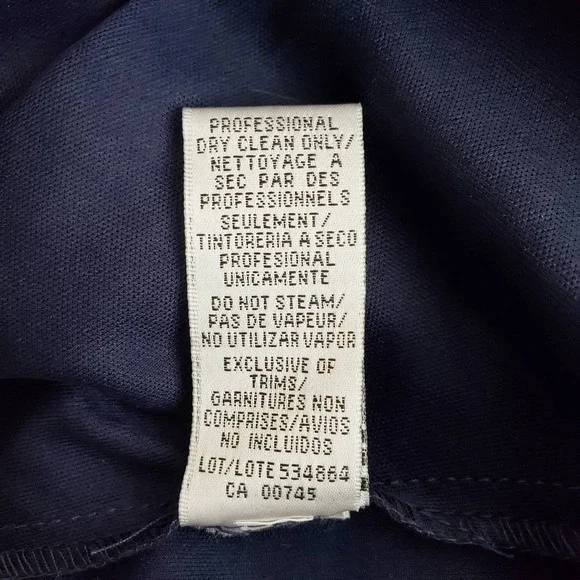 PROFESSIONAL
DRY CLEAN ONLY/
NETTOYAGE A
SEC PAR DES
PROFESSIONNELS
SEULEMENT/
TINTORERIA A SECO
PROFESIONAL
UNICAMENTE
DO NOT STEAM/
PAS DE VAPEUR/
NO UTILIZAR VAPOR
EXCLUSIVE OF
TRIMS/
GARNITURES NON
COMPRISES/AVIOS
NO INCLUIDOS
LOT/LOTE 534864
CA 00745